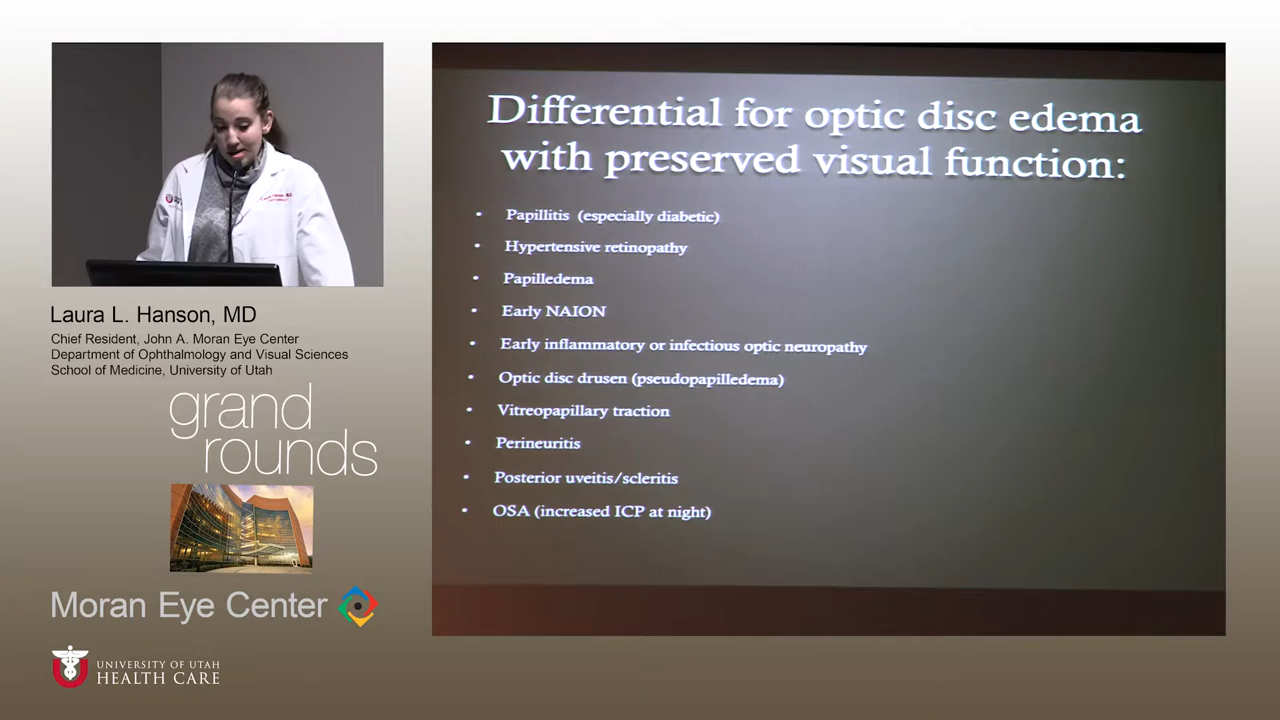 Differential for optic disc edema
with preserved visual function:
• Papillitis (especially diabetic)
• Hypertensive retinopathy
• Papilledema
• Early NAION
• Early inflammatory or infectious optic neuropathy
• Optic disc drusen (pseudopapilledema)
• Vitreopapillary traction
• Perineuritis
• Posterior uveitis/scleritis
• OSA (increased ICP at night)
Laura L. Hanson, MD
Chief Resident, John A. Moran Eye Center
Department of Ophthalmology and Visual Sciences
School of Medicine, University of Utah
grand
rounds
Moran Eye Center
UNIVERSITY OF UTAH
HEALTH CARE